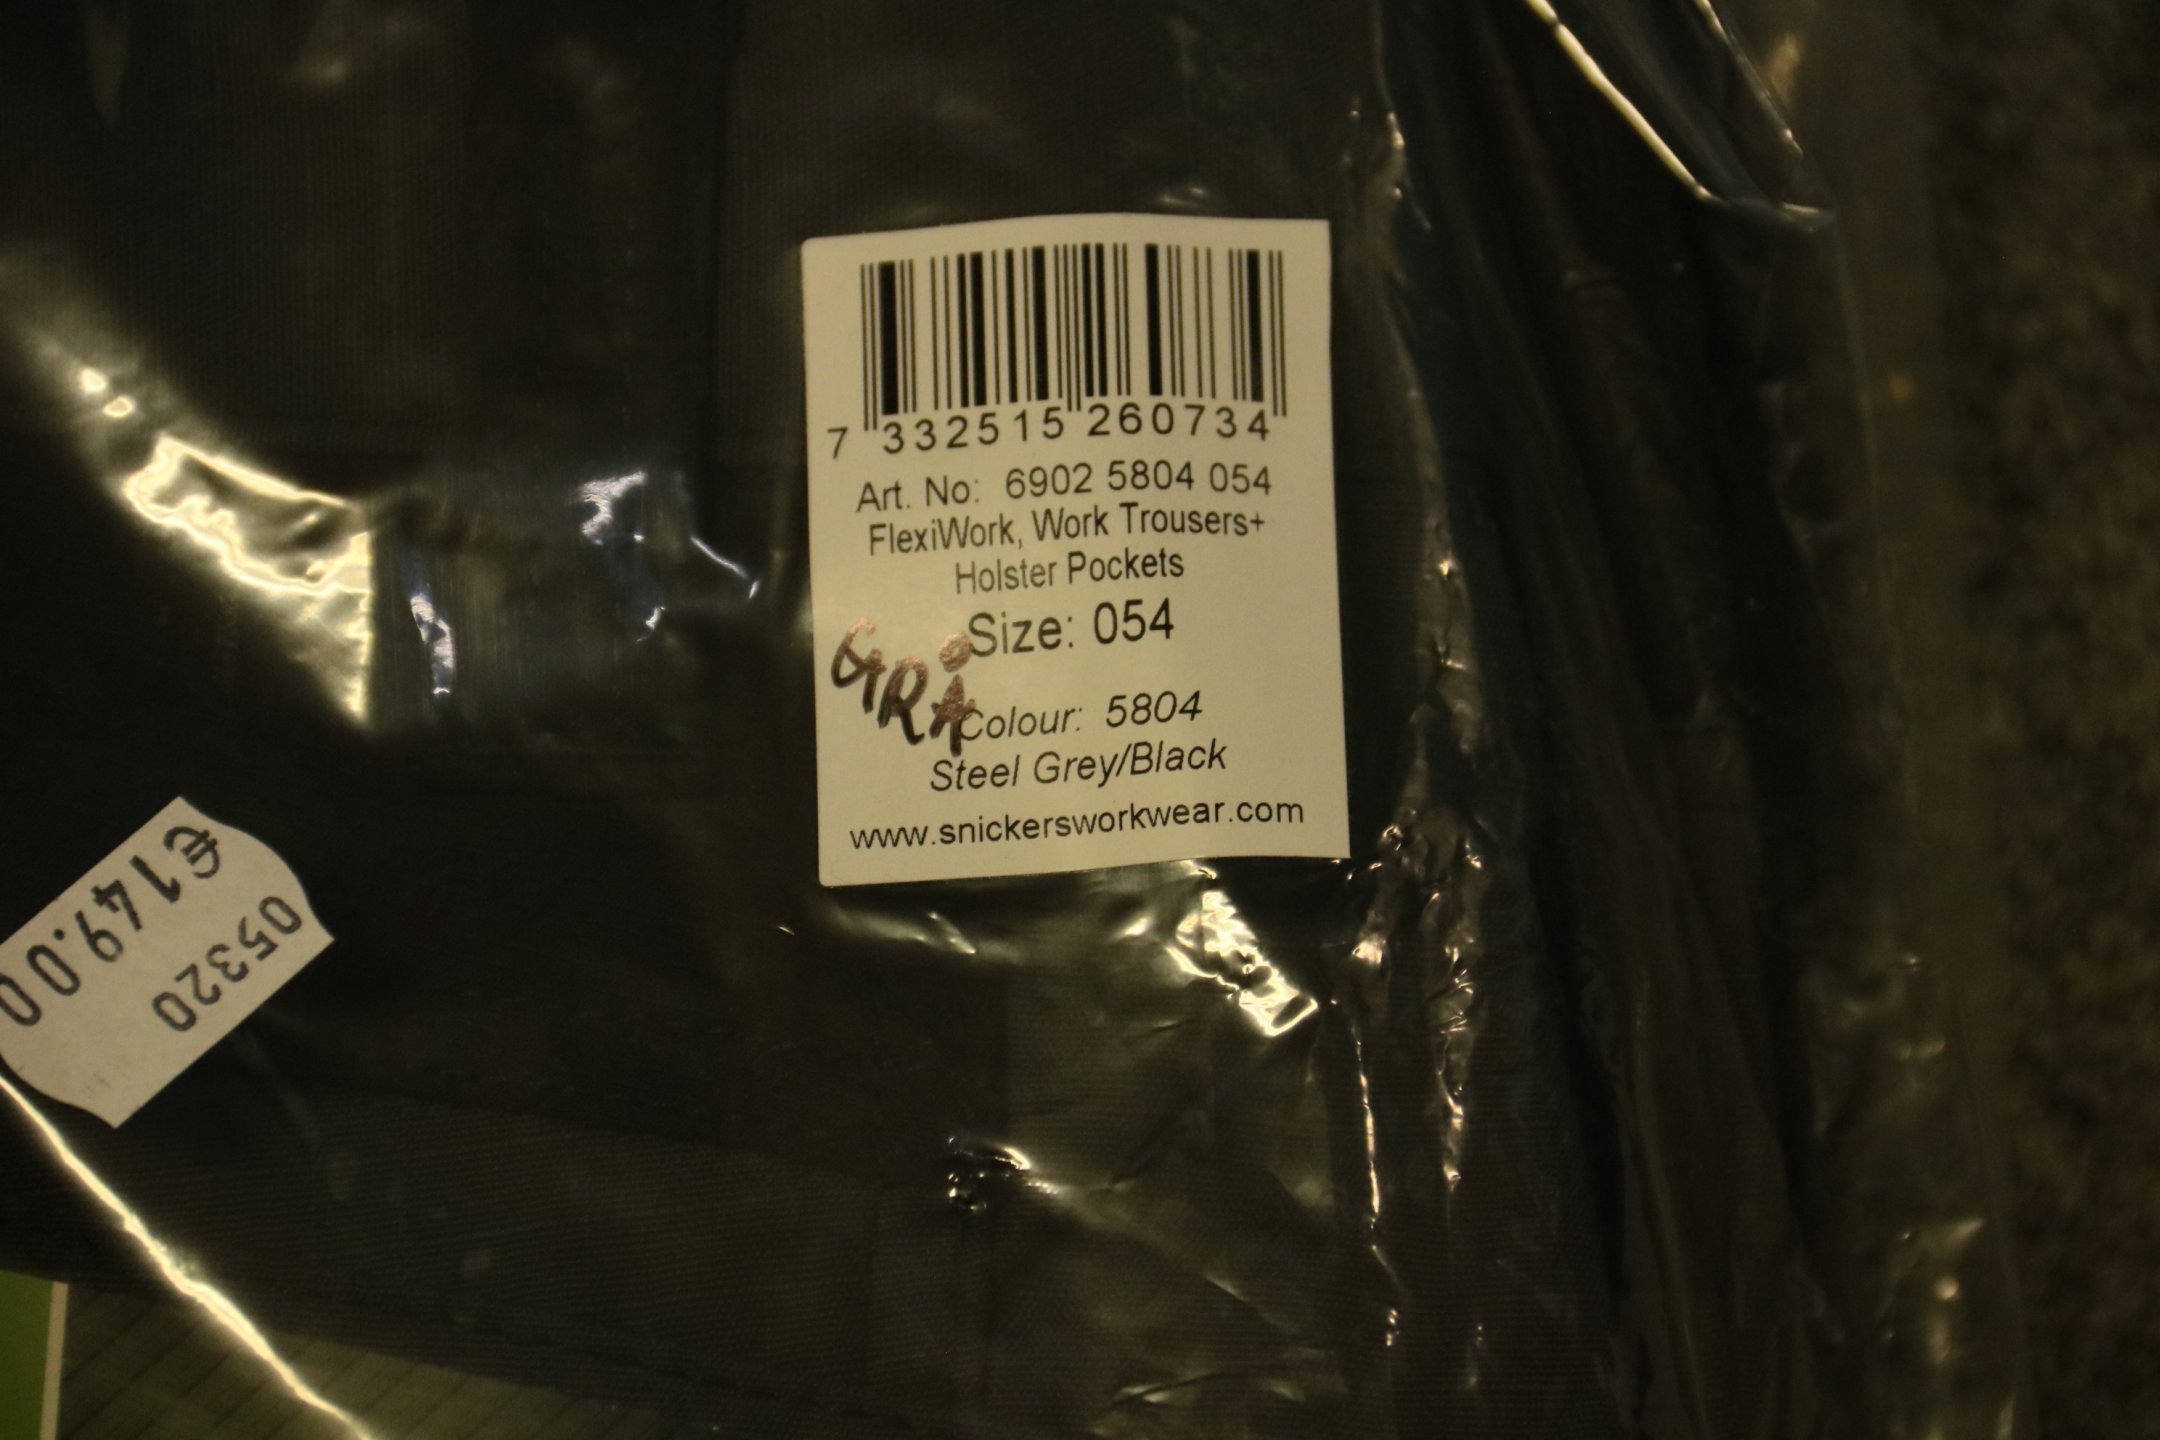 7 332515 260734
Art. No: 6902 5804 054
FlexiWork, Work Trousers+
Holster Pockets
Size: 054
GRÅ
Colour: 5804
Steel Grey/Black
www.snickersworkwear.com
05320
€149.00